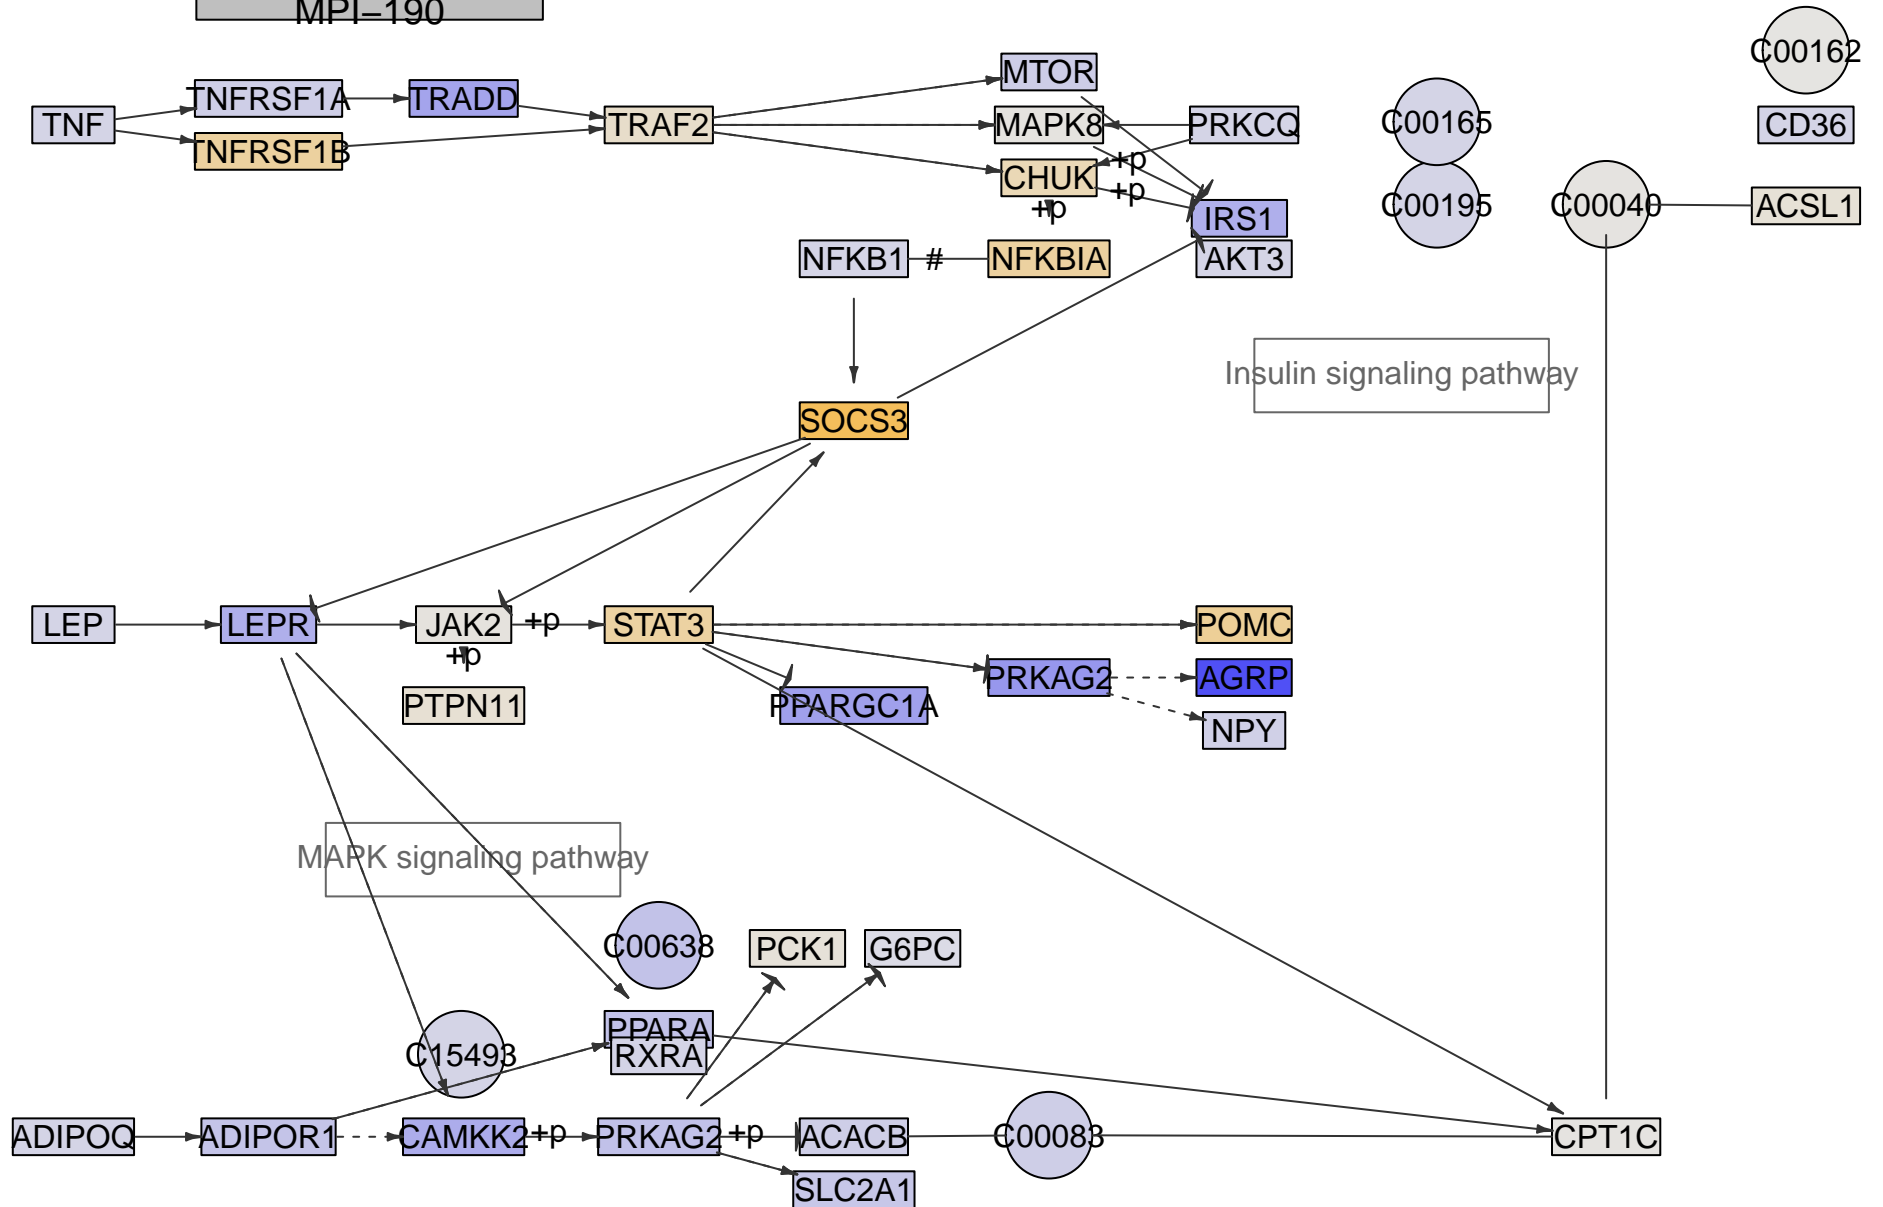 MPI–190
C00162
MTOR
TNFRSF1A
TRADD
TNF
TRAF2
MAPK8
PRKCQ
C00165
CD36
TNFRSF1B
+p
CHUK
+p
+p
IRS1
C00195
C00040
ACSL1
NFKB1
#
NFKBIA
AKT3
Insulin signaling pathway
SOCS3
LEP
LEPR
JAK2
+p
STAT3
POMC
+p
PRKAG2
AGRP
PTPN11
PPARGC1A
NPY
MAPK signaling pathway
C00638
PCK1
G6PC
PPARA
C15493
RXRA
ADIPOQ
ADIPOR1
CAMKK2
+p
PRKAG2
+p
ACACB
C00083
CPT1C
SLC2A1